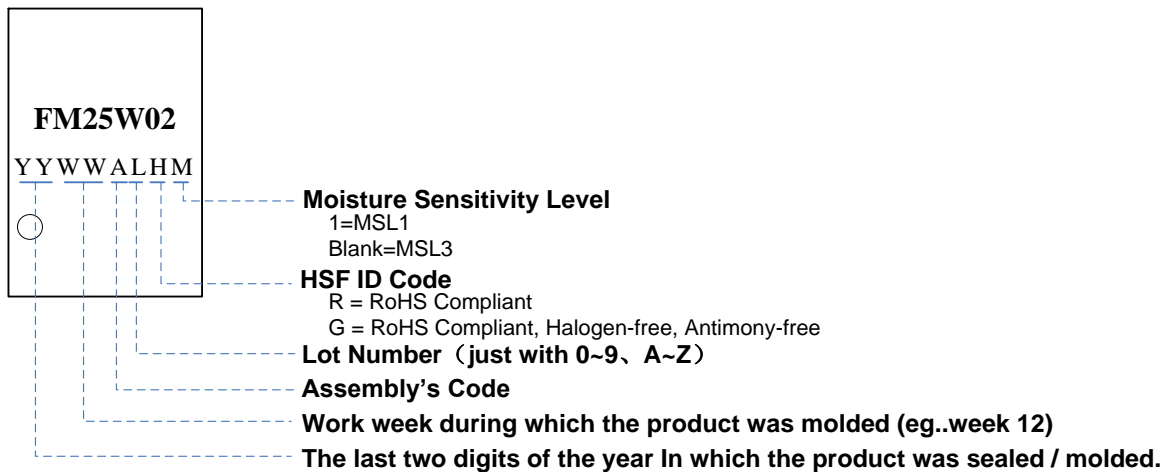 FM25W02
YYWWALHM
Moisture Sensitivity Level
1=MSL1
Blank=MSL3
HSF ID Code
R = RoHS Compliant
G = RoHS Compliant, Halogen-free, Antimony-free
Lot Number（just with 0~9、A~Z）
Assembly's Code
Work week during which the product was molded (eg..week 12)
The last two digits of the year In which the product was sealed / molded.